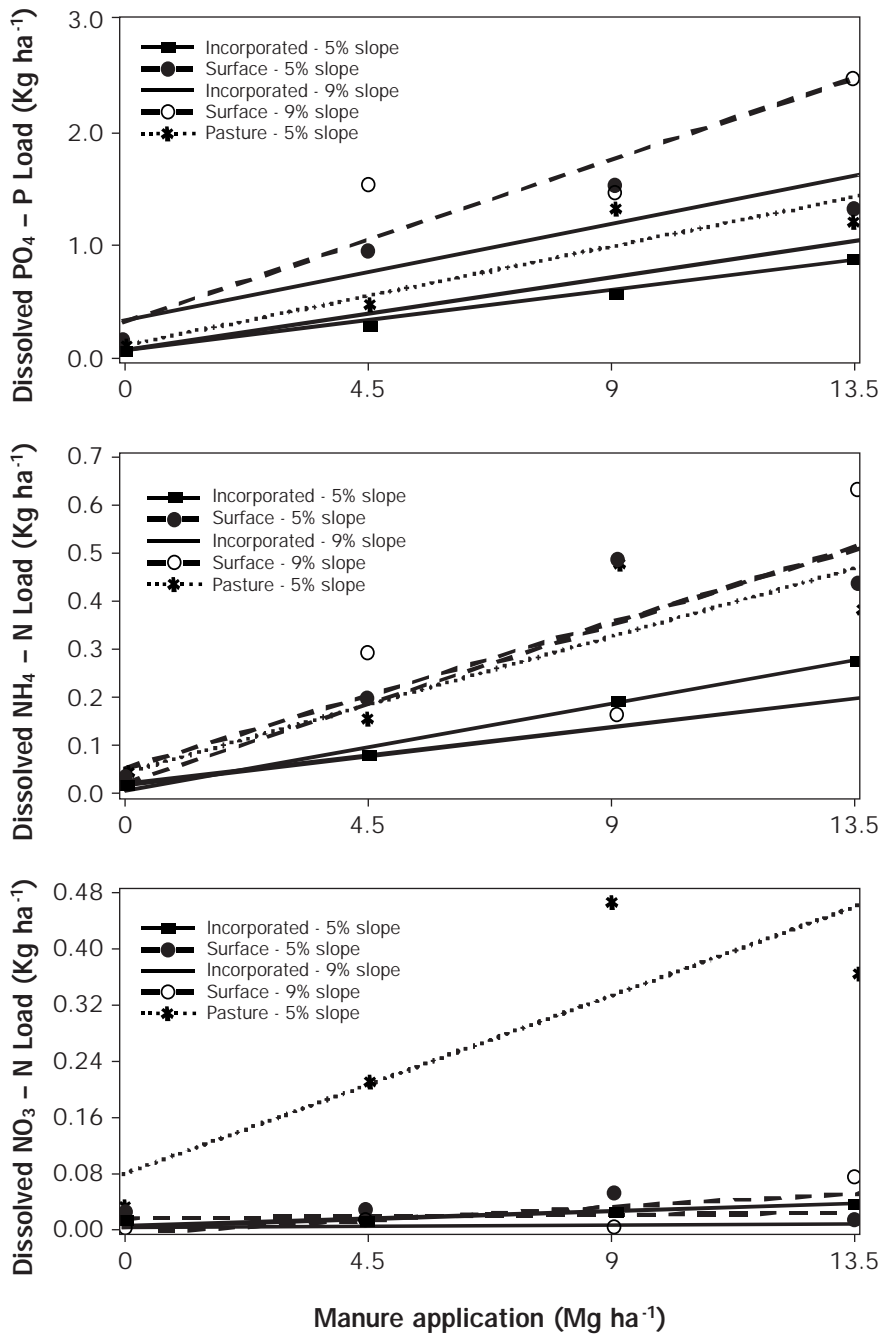 Dissolved PO₄ – P Load (Kg ha⁻¹)
3.0
2.0
1.0
0.0
Incorporated - 5% slope
Surface - 5% slope
Incorporated - 9% slope
Surface - 9% slope
Pasture - 5% slope
0 4.5 9 13.5
Dissolved NH₄ – N Load (Kg ha⁻¹)
0.7
0.6
0.5
0.4
0.3
0.2
0.1
0.0
Incorporated - 5% slope
Surface - 5% slope
Incorporated - 9% slope
Surface - 9% slope
Pasture - 5% slope
0 4.5 9 13.5
Dissolved NO₃ – N Load (Kg ha⁻¹)
0.48
0.40
0.32
0.24
0.16
0.08
0.00
Incorporated - 5% slope
Surface - 5% slope
Incorporated - 9% slope
Surface - 9% slope
Pasture - 5% slope
0 4.5 9 13.5
Manure application (Mg ha⁻¹)